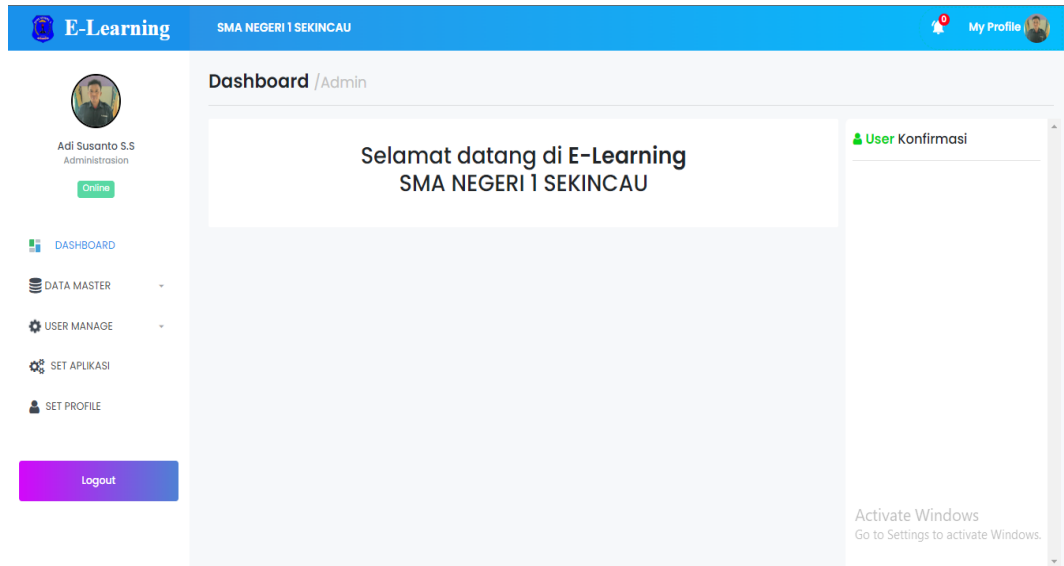 E-Learning
SMA NEGERI 1 SEKINCAU
0
My Profile
Adi Susanto S.S
Administrasion
Online
DASHBOARD
DATA MASTER
USER MANAGE
SET APLIKASI
SET PROFILE
Logout
Dashboard /Admin
Selamat datang di E-Learning
SMA NEGERI 1 SEKINCAU
User Konfirmasi
Activate Windows
Go to Settings to activate Windows.